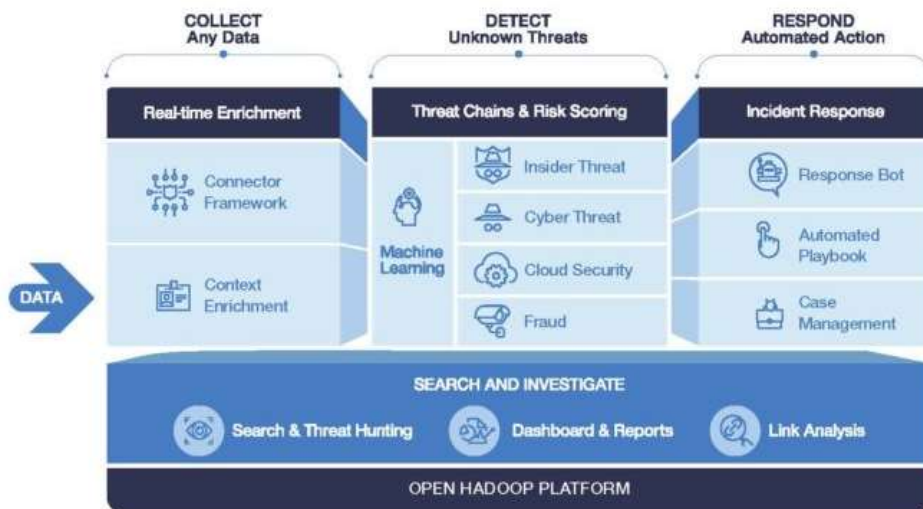 COLLECT
Any Data
DETECT
Unknown Threats
RESPOND
Automated Action
Real-time Enrichment
Threat Chains & Risk Scoring
Incident Response
Connector
Framework
Context
Enrichment
Machine
Learning
Insider Threat
Cyber Threat
Cloud Security
Fraud
Response Bot
Automated
Playbook
Case
Management
DATA
SEARCH AND INVESTIGATE
Search & Threat Hunting
Dashboard & Reports
Link Analysis
OPEN HADOOP PLATFORM